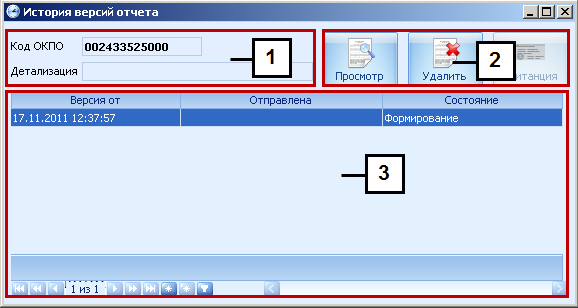 История версий отчета
Код ОКПО 002433525000
Детализация
1
Просмотр
Удалить
2
итанция
Версия от Отправлена Состояние
17.11.2011 12:37:57 Формирование
3
1 из 1